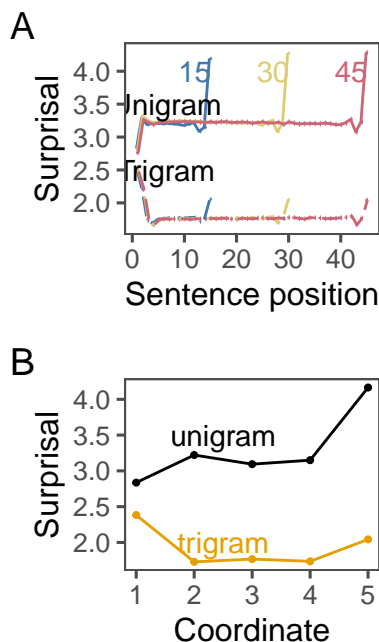 A
15 30 45
4.0
Unigram
3.5
3.0
Trigram
2.5
2.0
Surprisal
0 10 20 30 40
Sentence position
B
4.0
unigram
3.5
3.0
2.5
trigram
2.0
Surprisal
1 2 3 4 5
Coordinate